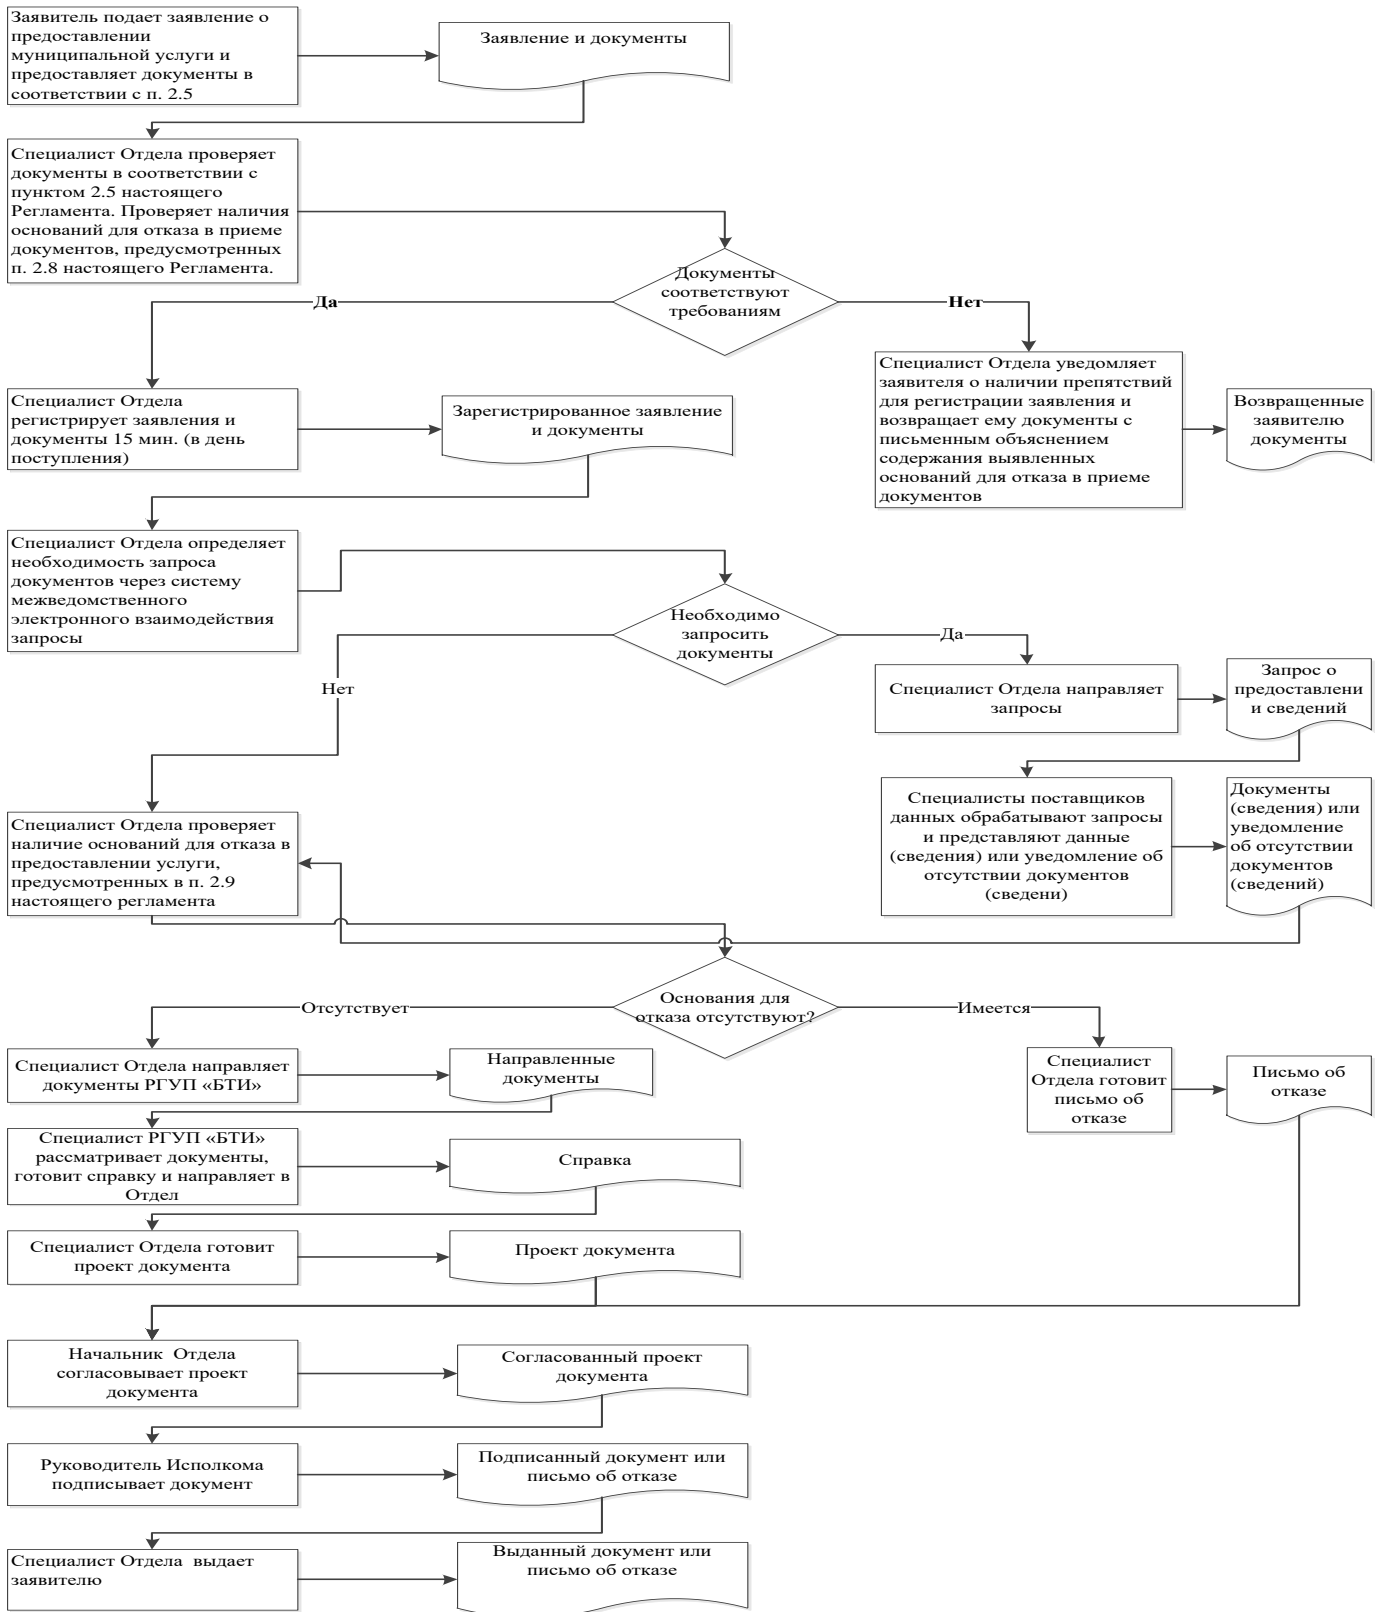 Заявитель подает заявление о
предоставлении
муниципальной услуги и
предоставляет документы в
соответствии с п. 2.5
Заявление и документы
Специалист Отдела проверяет
документы в соответствии с
пунктом 2.5 настоящего
Регламента. Проверяет наличия
оснований для отказа в приеме
документов, предусмотренных
п. 2.8 настоящего Регламента.
Документы
соответствуют
требованиям
Да
Нет
Специалист Отдела
регистрирует заявления и
документы 15 мин. (в день
поступления)
Зарегистрированное заявление
и документы
Специалист Отдела уведомляет
заявителя о наличии препятствий
для регистрации заявления и
возвращает ему документы с
письменным объяснением
содержания выявленных
оснований для отказа в приеме
документов
Возвращенные
заявителю
документы
Специалист Отдела определяет
необходимость запроса
документов через систему
межведомственного
электронного взаимодействия
запросы
Необходимо
запросить
документы
Да
Нет
Специалист Отдела направляет
запросы
Запрос о
предоставлени
и сведений
Специалисты поставщиков
данных обрабатывают запросы
и представляют данные
(сведения) или уведомление об
отсутствии документов
(сведени)
Документы
(сведения) или
уведомление
об отсутствии
документов
(сведений)
Специалист Отдела проверяет
наличие оснований для отказа в
предоставлении услуги,
предусмотренных в п. 2.9
настоящего регламента
Основания для
отказа отсутствуют?
Отсутствует
Имеется
Специалист Отдела направляет
документы РГУП «БТИ»
Направленные
документы
Специалист
Отдела готовит
письмо об
отказе
Письмо об
отказе
Специалист РГУП «БТИ»
рассматривает документы,
готовит справку и направляет в
Отдел
Справка
Специалист Отдела готовит
проект документа
Проект документа
Начальник  Отдела
согласовывает проект
документа
Согласованный проект
документа
Руководитель Исполкома
подписывает документ
Подписанный документ или
письмо об отказе
Специалист Отдела  выдает
заявителю
Выданный документ или
письмо об отказе